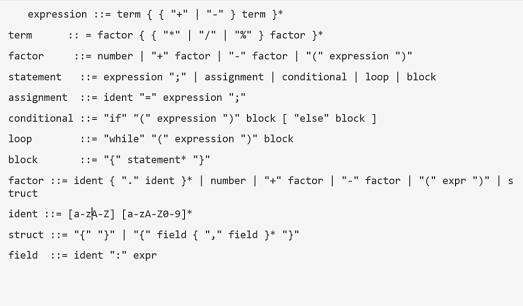 expression ::= term { { "+" | "-" } term }*
term :: = factor { { "*" | "/" | "%" } factor }*
factor ::= number | "+" factor | "-" factor | "(" expression ")"
statement ::= expression ";" | assignment | conditional | loop | block
assignment ::= ident "=" expression ";"
conditional ::= "if" "(" expression ")" block [ "else" block ]
loop ::= "while" "(" expression ")" block
block ::= "{" statement* "}"
factor ::= ident { "." ident }* | number | "+" factor | "-" factor | "(" expr ")" | s
truct
ident ::= [a-zA-Z] [a-zA-Z0-9]*
struct ::= "{" "}" | "{" field { "," field }* "}"
field ::= ident ":" expr